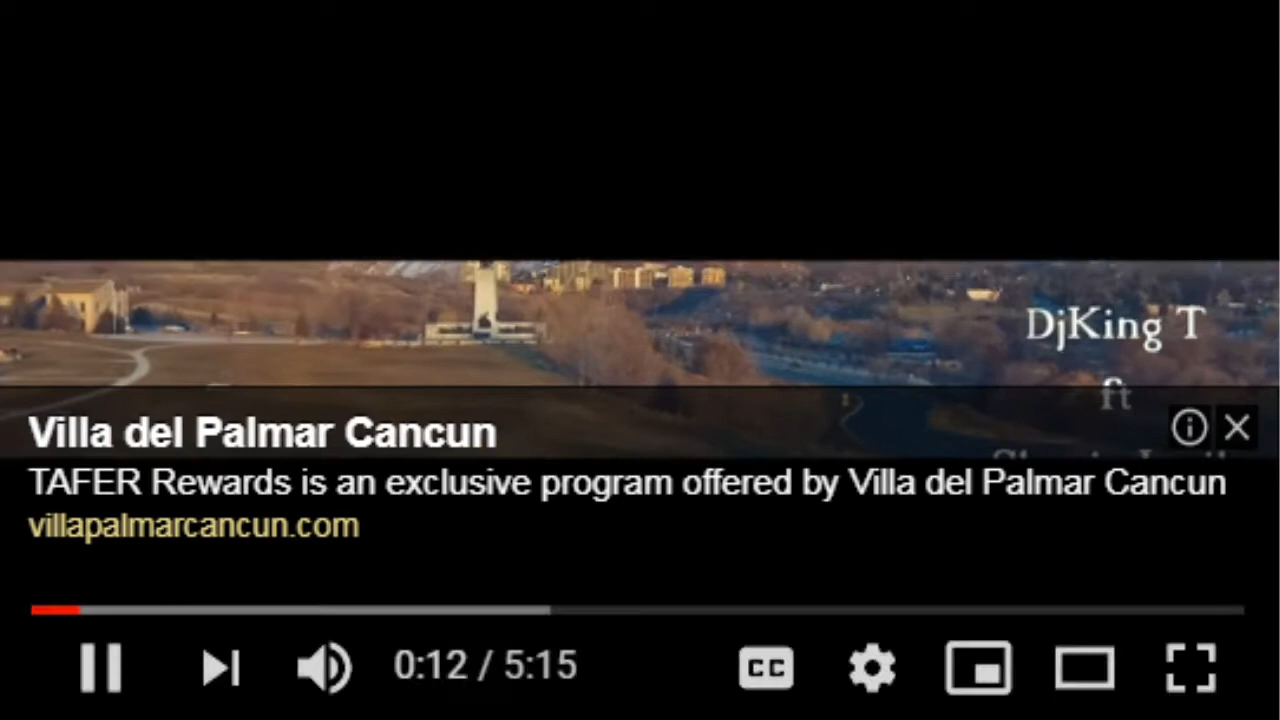 DjKing T
ft
Villa del Palmar Cancun
TAFER Rewards is an exclusive program offered by Villa del Palmar Cancun
villapalmarcancun.com
0:12 / 5:15
CC